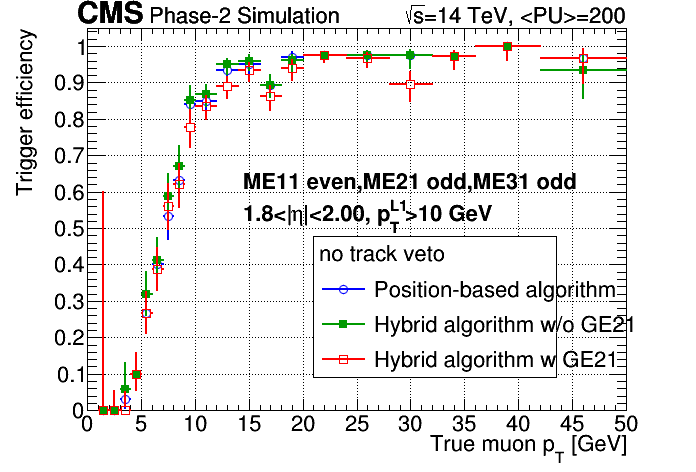 CMS Phase-2 Simulation √s=14 TeV, <PU>=200
Trigger efficiency
1
0.9
0.8
0.7
0.6
0.5
0.4
0.3
0.2
0.1
0
ME11 even,ME21 odd,ME31 odd
1.8<|η|<2.00, p_T^L1>10 GeV
no track veto
Position-based algorithm
Hybrid algorithm w/o GE21
Hybrid algorithm w GE21
0 5 10 15 20 25 30 35 40 45 50
True muon p_T [GeV]